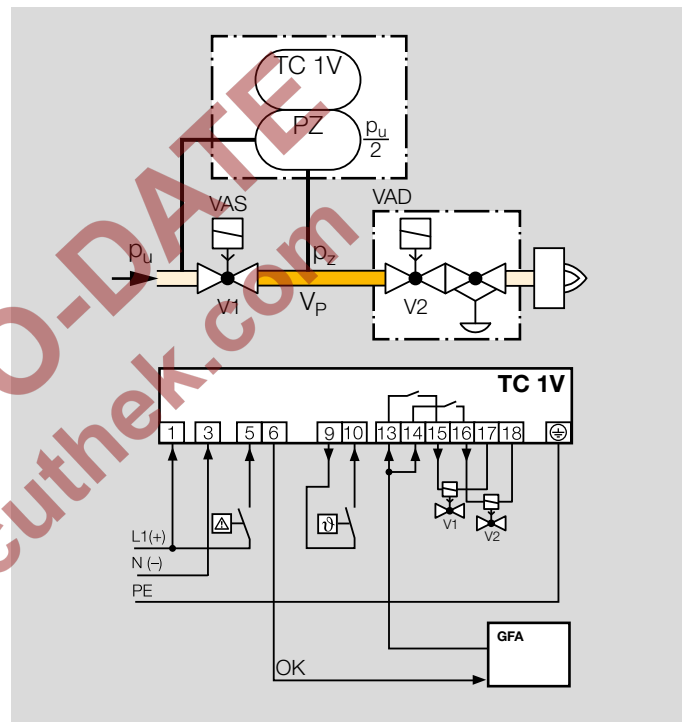 TC 1V
PZ
pu
2
VAS
VAD
pu
pz
V1
VP
V2
TC 1V
1 3 5 6 9 10 13 14 15 16 17 18
ϑ
V1
V2
L1(+)
N (–)
PE
GFA
OK
O-DATE
cuthek.com